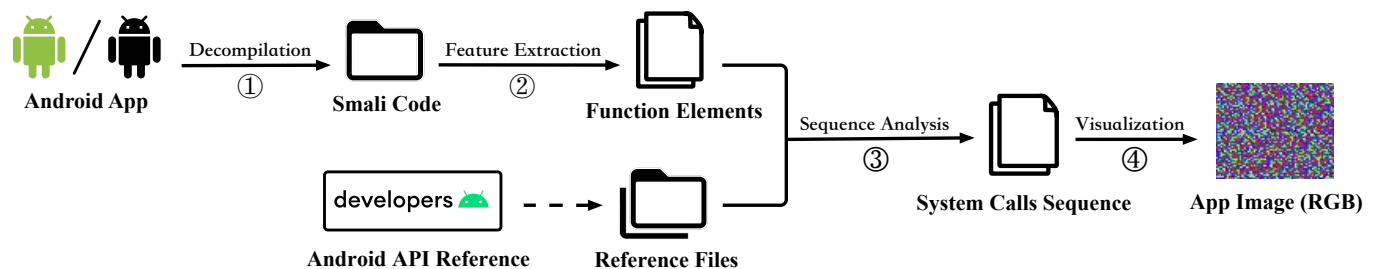 Decompilation
①
Feature Extraction
②
Android App
Smali Code
Function Elements
Sequence Analysis
③
Visualization
④
developers
System Calls Sequence
App Image (RGB)
Android API Reference
Reference Files